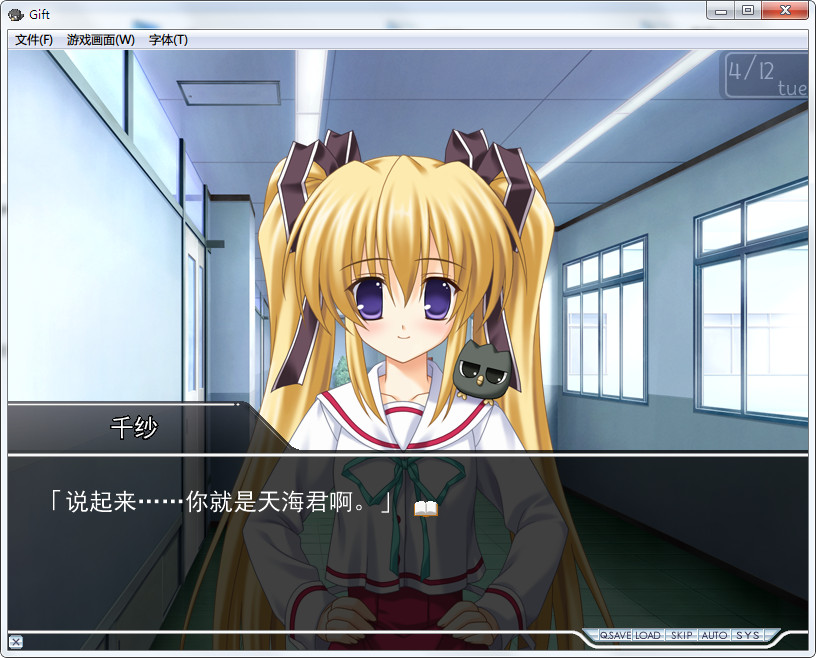 Gift
文件(F) 游戏画面(W) 字体(T)
4/12
tue
千纱
「说起来……你就是天海君啊。」
Q.SAVE LOAD SKIP AUTO SYS